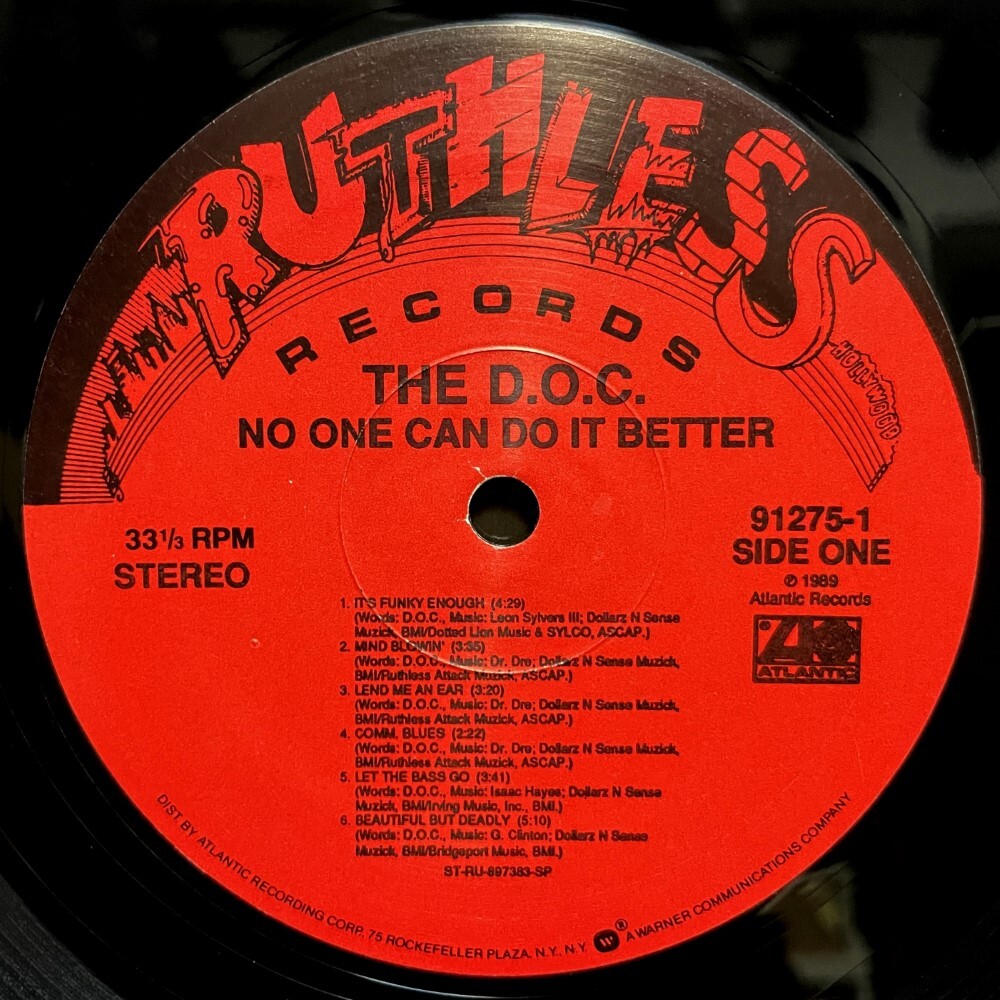 RUTHLESS
HOLLYWOOD
RECORDS
THE D.O.C.
NO ONE CAN DO IT BETTER
33 1/3 RPM
STEREO
91275-1
SIDE ONE
℗ 1989
Atlantic Records
ATLANTIC
1. IT'S FUNKY ENOUGH (4:29)
(Words: D.O.C., Music: Leon Sylvers III; Dollarz N Sense
Muzick, BMI/Dotted Lion Music & SYLCO, ASCAP.)
2. MIND BLOWIN' (3:35)
(Words: D.O.C., Music: Dr. Dre; Dollarz N Sense Muzick,
BMI/Ruthless Attack Muzick, ASCAP.)
3. LEND ME AN EAR (3:20)
(Words: D.O.C., Music: Dr. Dre; Dollarz N Sense Muzick,
BMI/Ruthless Attack Muzick, ASCAP.)
4. COMM. BLUES (2:22)
(Words: D.O.C., Music: Dr. Dre; Dollarz N Sense Muzick,
BMI/Ruthless Attack Muzick, ASCAP.)
5. LET THE BASS GO (3:41)
(Words: D.O.C., Music: Isaac Hayes; Dollarz N Sense
Muzick, BMI/Irving Music, Inc., BMI.)
6. BEAUTIFUL BUT DEADLY (5:10)
(Words: D.O.C., Music: G. Clinton; Dollarz N Sense
Muzick, BMI/Bridgeport Music, BMI.)
ST-RU-897383-SP
DIST BY ATLANTIC RECORDING CORP. 75 ROCKEFELLER PLAZA. N.Y., N.Y. ® A WARNER COMMUNICATIONS COMPANY